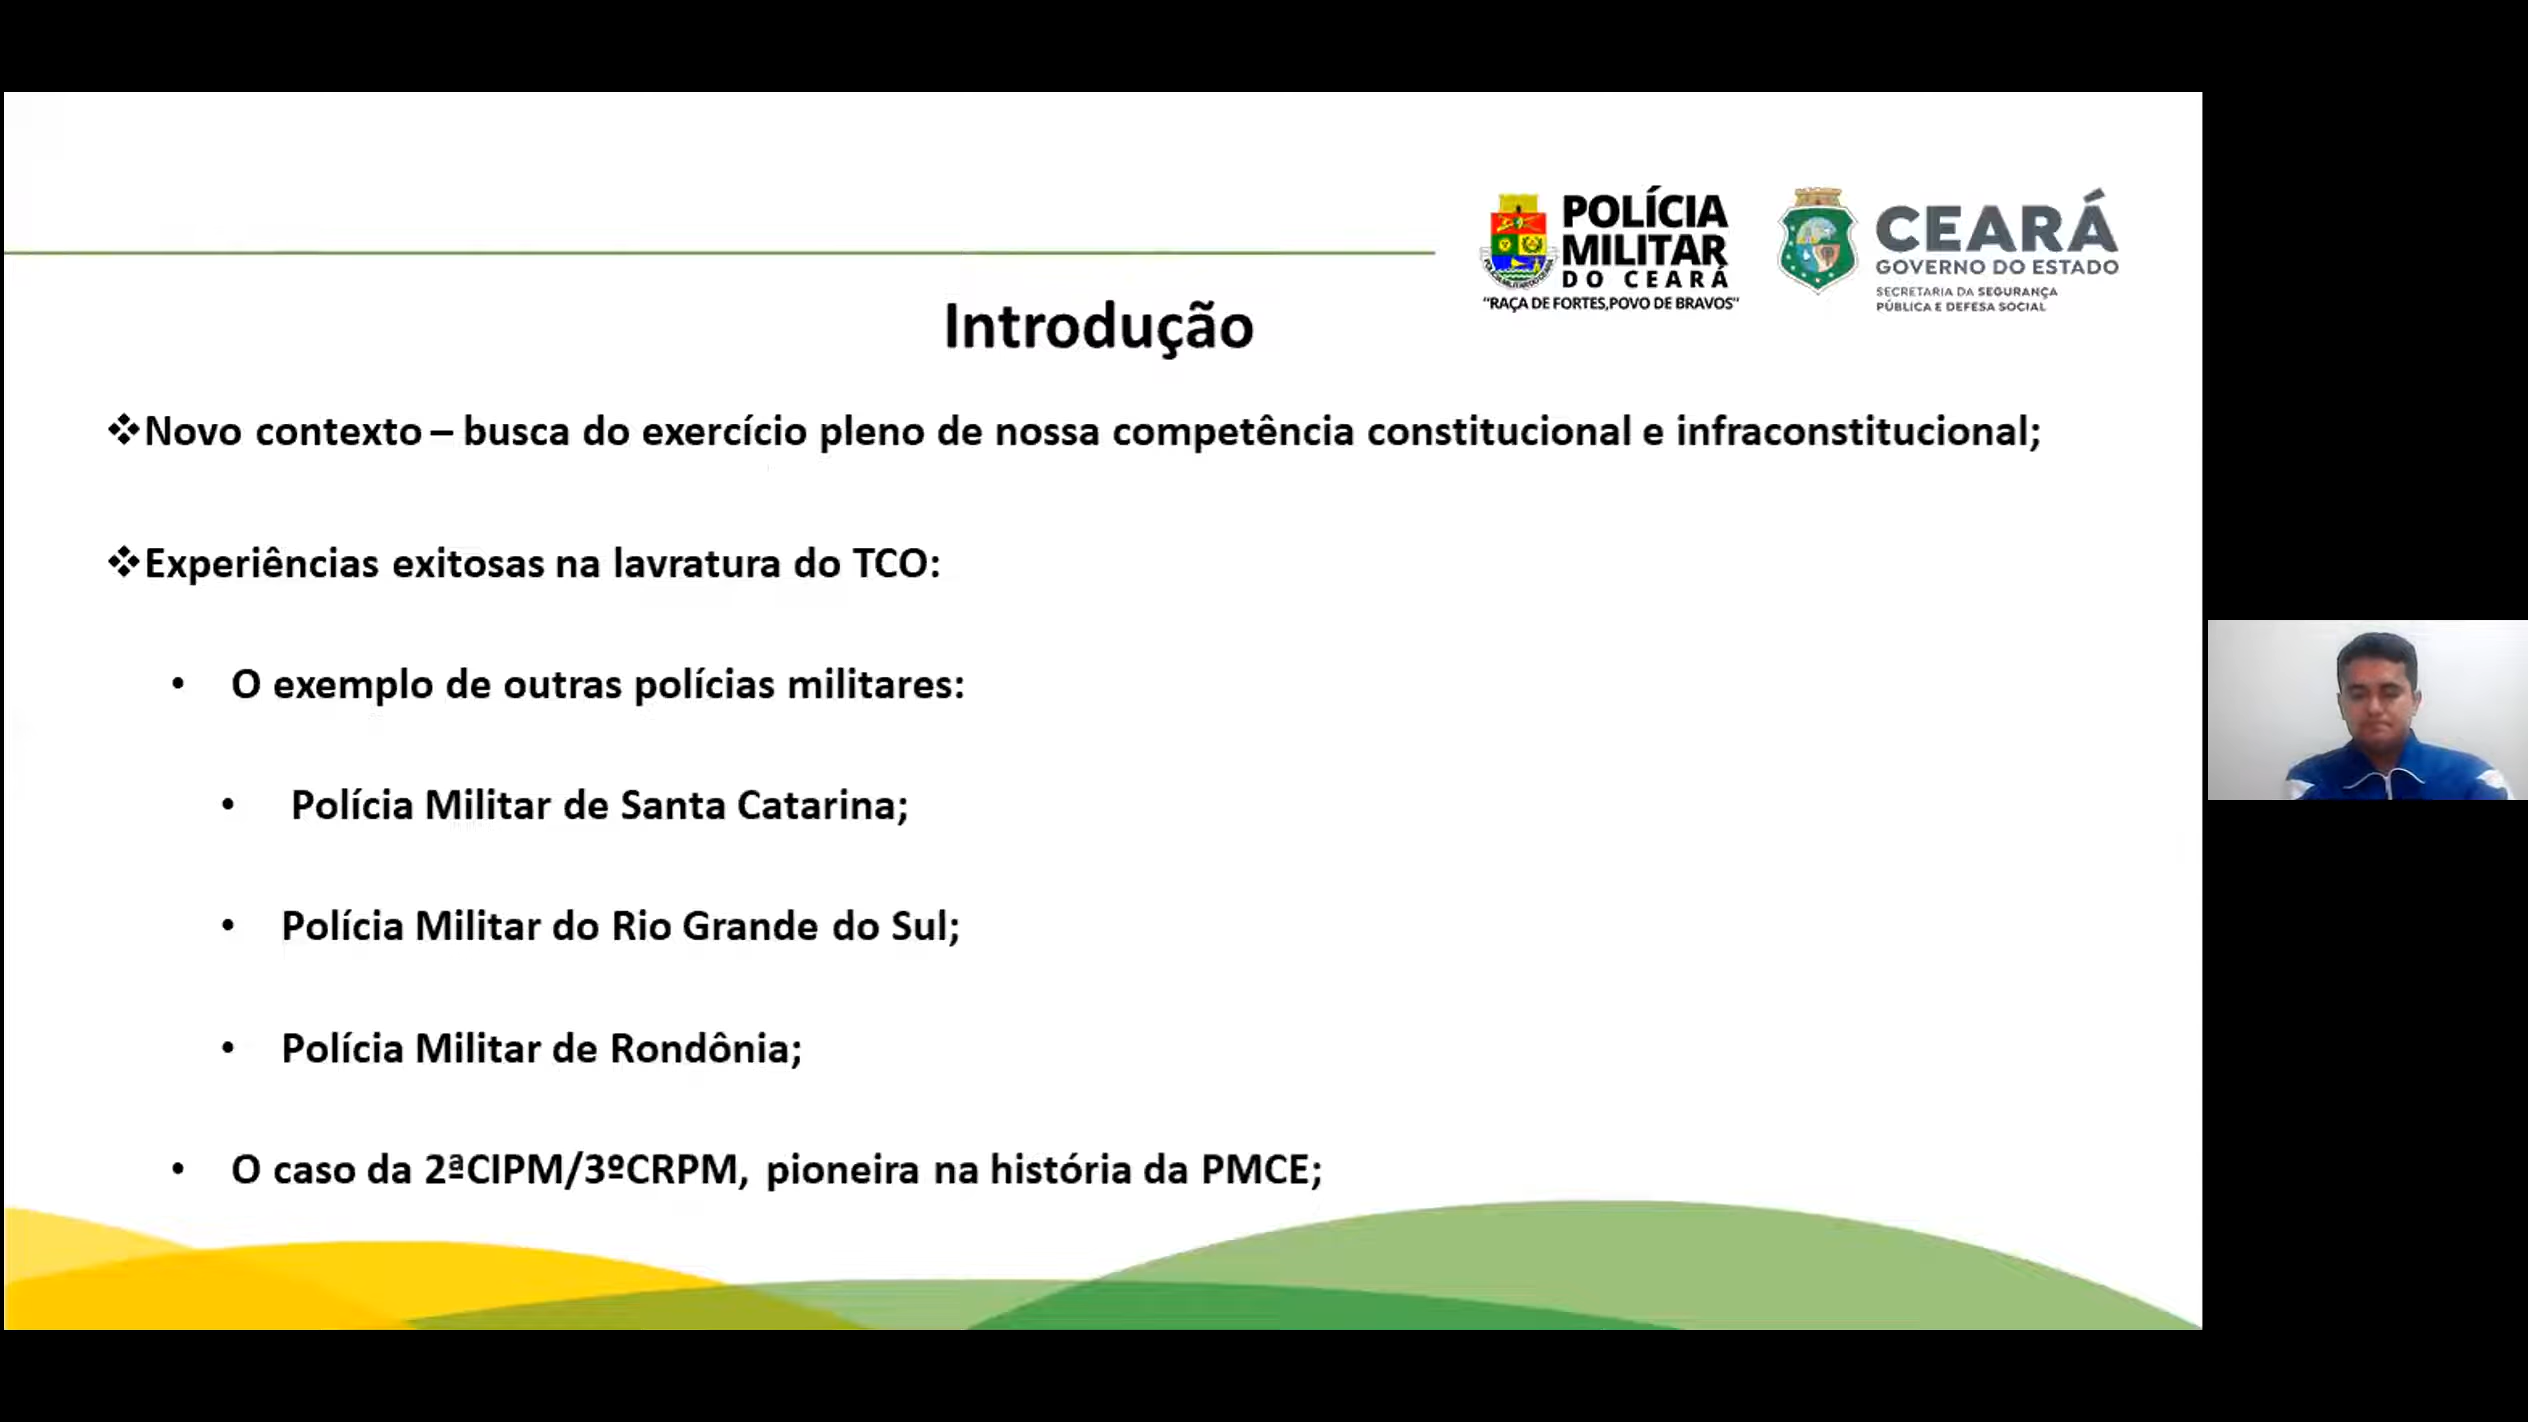 POLÍCIA
MILITAR
DO CEARÁ
"RAÇA DE FORTES,POVO DE BRAVOS"
CEARÁ
GOVERNO DO ESTADO
SECRETARIA DA SEGURANÇA
PÚBLICA E DEFESA SOCIAL
Introdução
❖Novo contexto – busca do exercício pleno de nossa competência constitucional e infraconstitucional;
❖Experiências exitosas na lavratura do TCO:
• O exemplo de outras polícias militares:
• Polícia Militar de Santa Catarina;
• Polícia Militar do Rio Grande do Sul;
• Polícia Militar de Rondônia;
• O caso da 2ªCIPM/3ºCRPM, pioneira na história da PMCE;